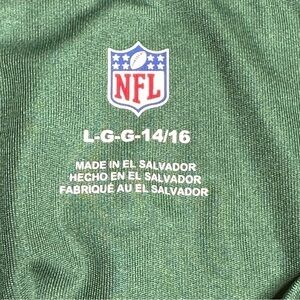 NFL
L-G-G-14/16
MADE IN EL SALVADOR
HECHO EN EL SALVADOR
FABRIQUÉ AU EL SALVADOR